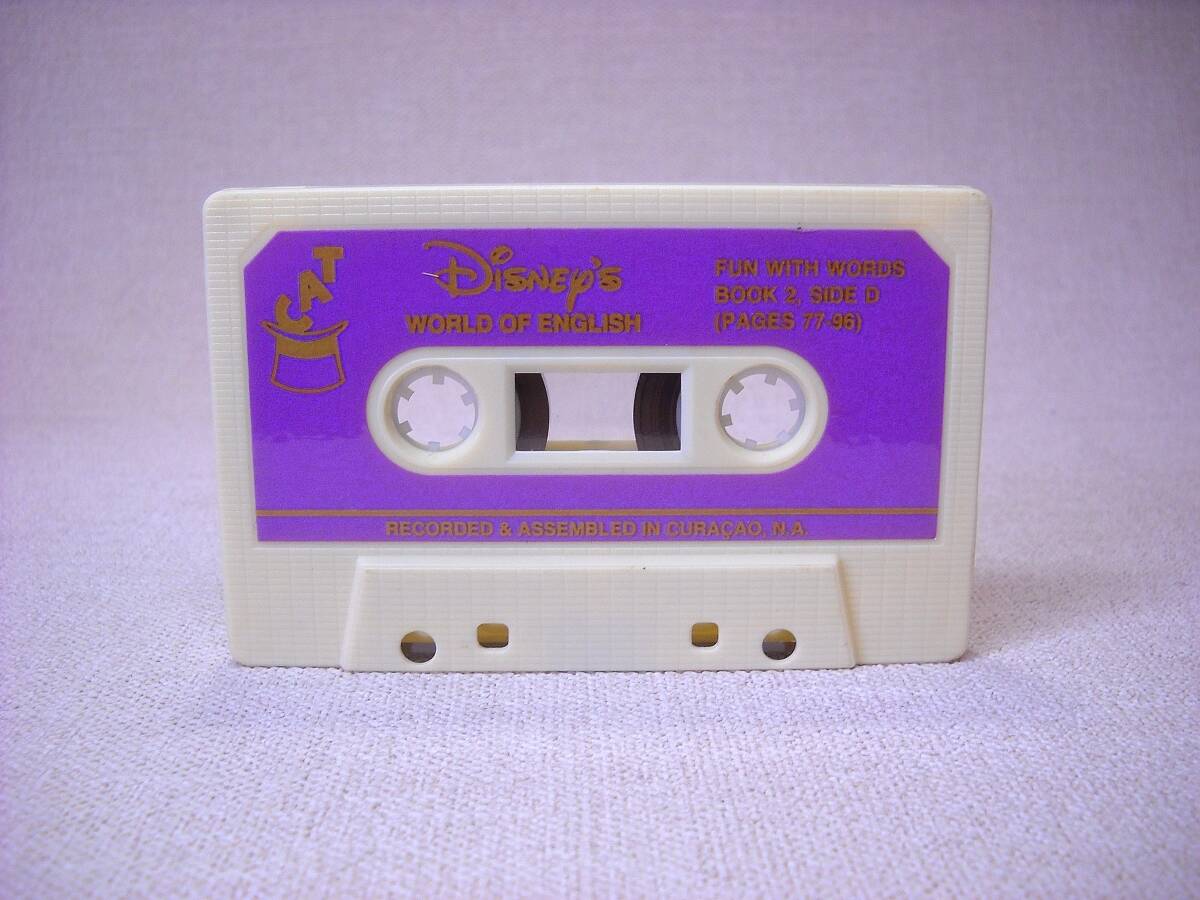 CAT
DISNEY'S
WORLD OF ENGLISH
FUN WITH WORDS
BOOK 2, SIDE D
(PAGES 77-96)
RECORDED & ASSEMBLED IN CURAÇAO, N.A.